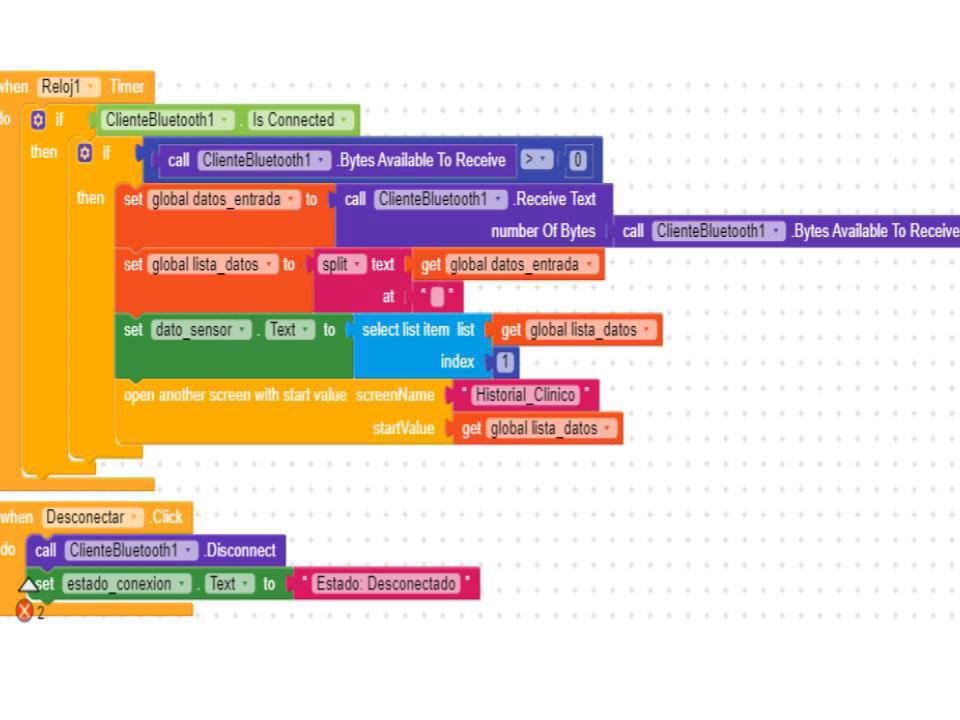 when Reloj1 .Timer
do if ClienteBluetooth1 . Is Connected
then if call ClienteBluetooth1 .Bytes Available To Receive > 0
then set global datos_entrada to call ClienteBluetooth1 .Receive Text
number Of Bytes call ClienteBluetooth1 .Bytes Available To Receive
set global lista_datos to split text get global datos_entrada
at " "
set dato_sensor . Text to select list item list get global lista_datos
index 1
open another screen with start value screenName " Historial_Clinico "
startValue get global lista_datos
when Desconectar .Click
do call ClienteBluetooth1 .Disconnect
set estado_conexion . Text to " Estado: Desconectado "
2